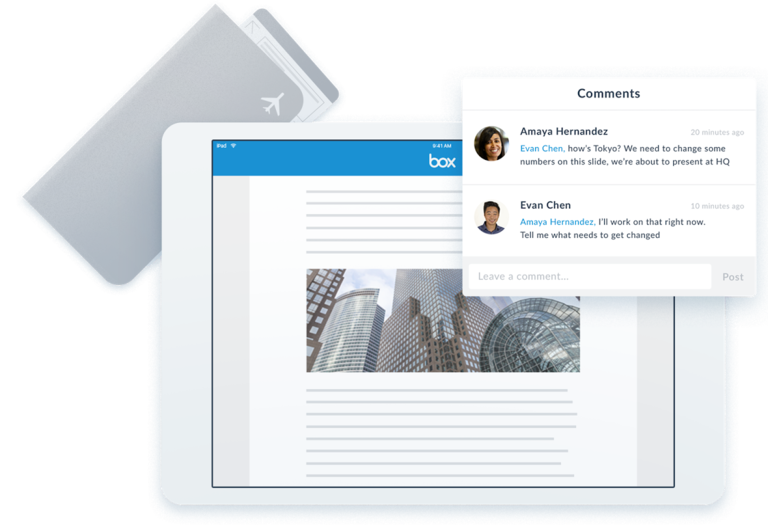 iPad
9:41 AM
box
Comments
Amaya Hernandez
20 minutes ago
Evan Chen, how's Tokyo? We need to change some
numbers on this slide, we're about to present at HQ
Evan Chen
10 minutes ago
Amaya Hernandez, I'll work on that right now.
Tell me what needs to get changed
Leave a comment...
Post